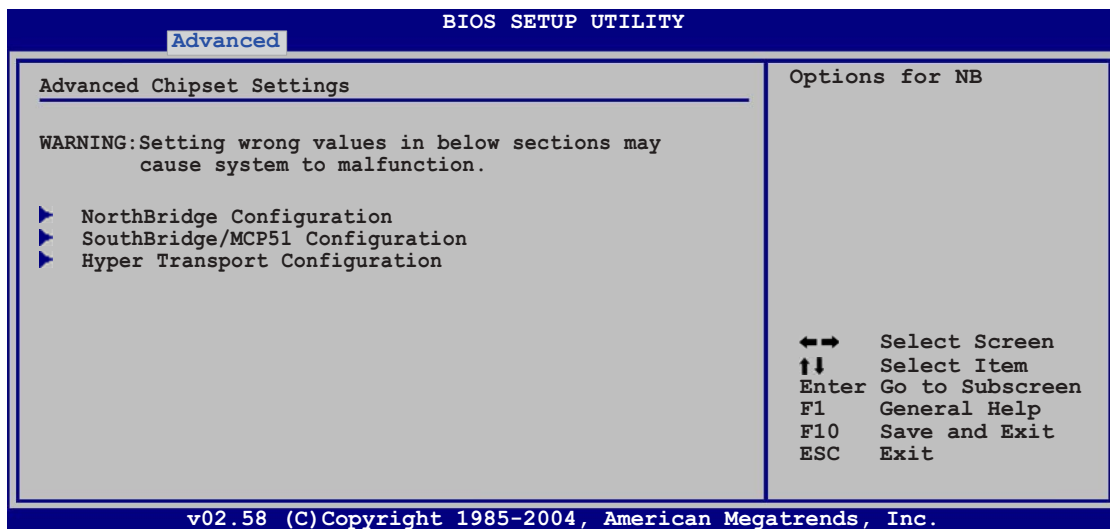 BIOS SETUP UTILITY
Advanced
Advanced Chipset Settings
WARNING:Setting wrong values in below sections may
cause system to malfunction.
NorthBridge Configuration
SouthBridge/MCP51 Configuration
Hyper Transport Configuration
Options for NB
Select Screen
Select Item
Enter Go to Subscreen
F1 General Help
F10 Save and Exit
ESC Exit
v02.58 (C)Copyright 1985-2004, American Megatrends, Inc.